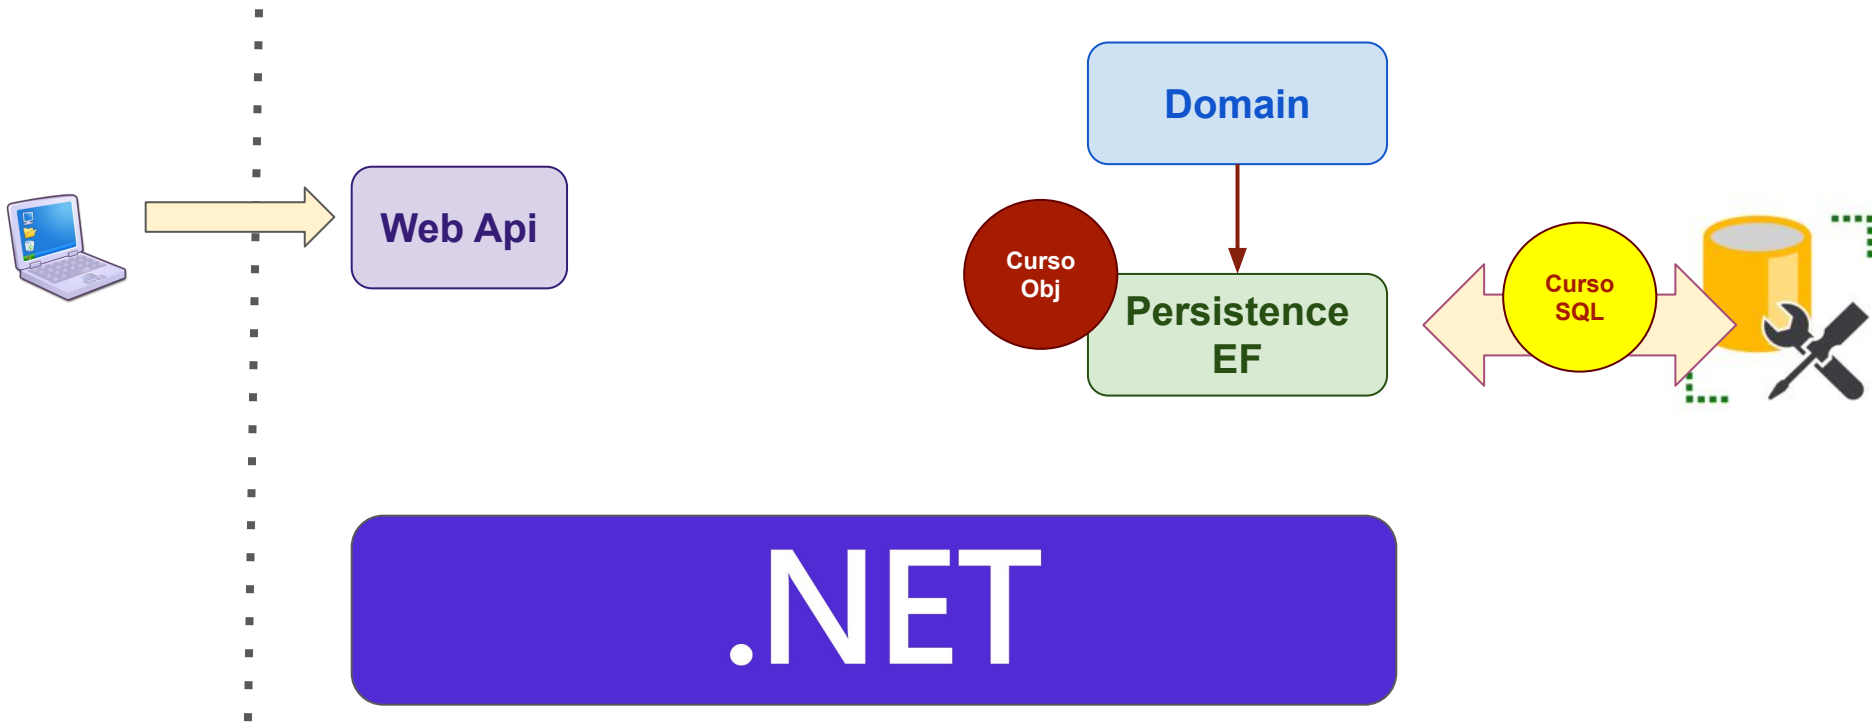 Domain
Web Api
Curso
Obj
Persistence
EF
Curso
SQL
.NET